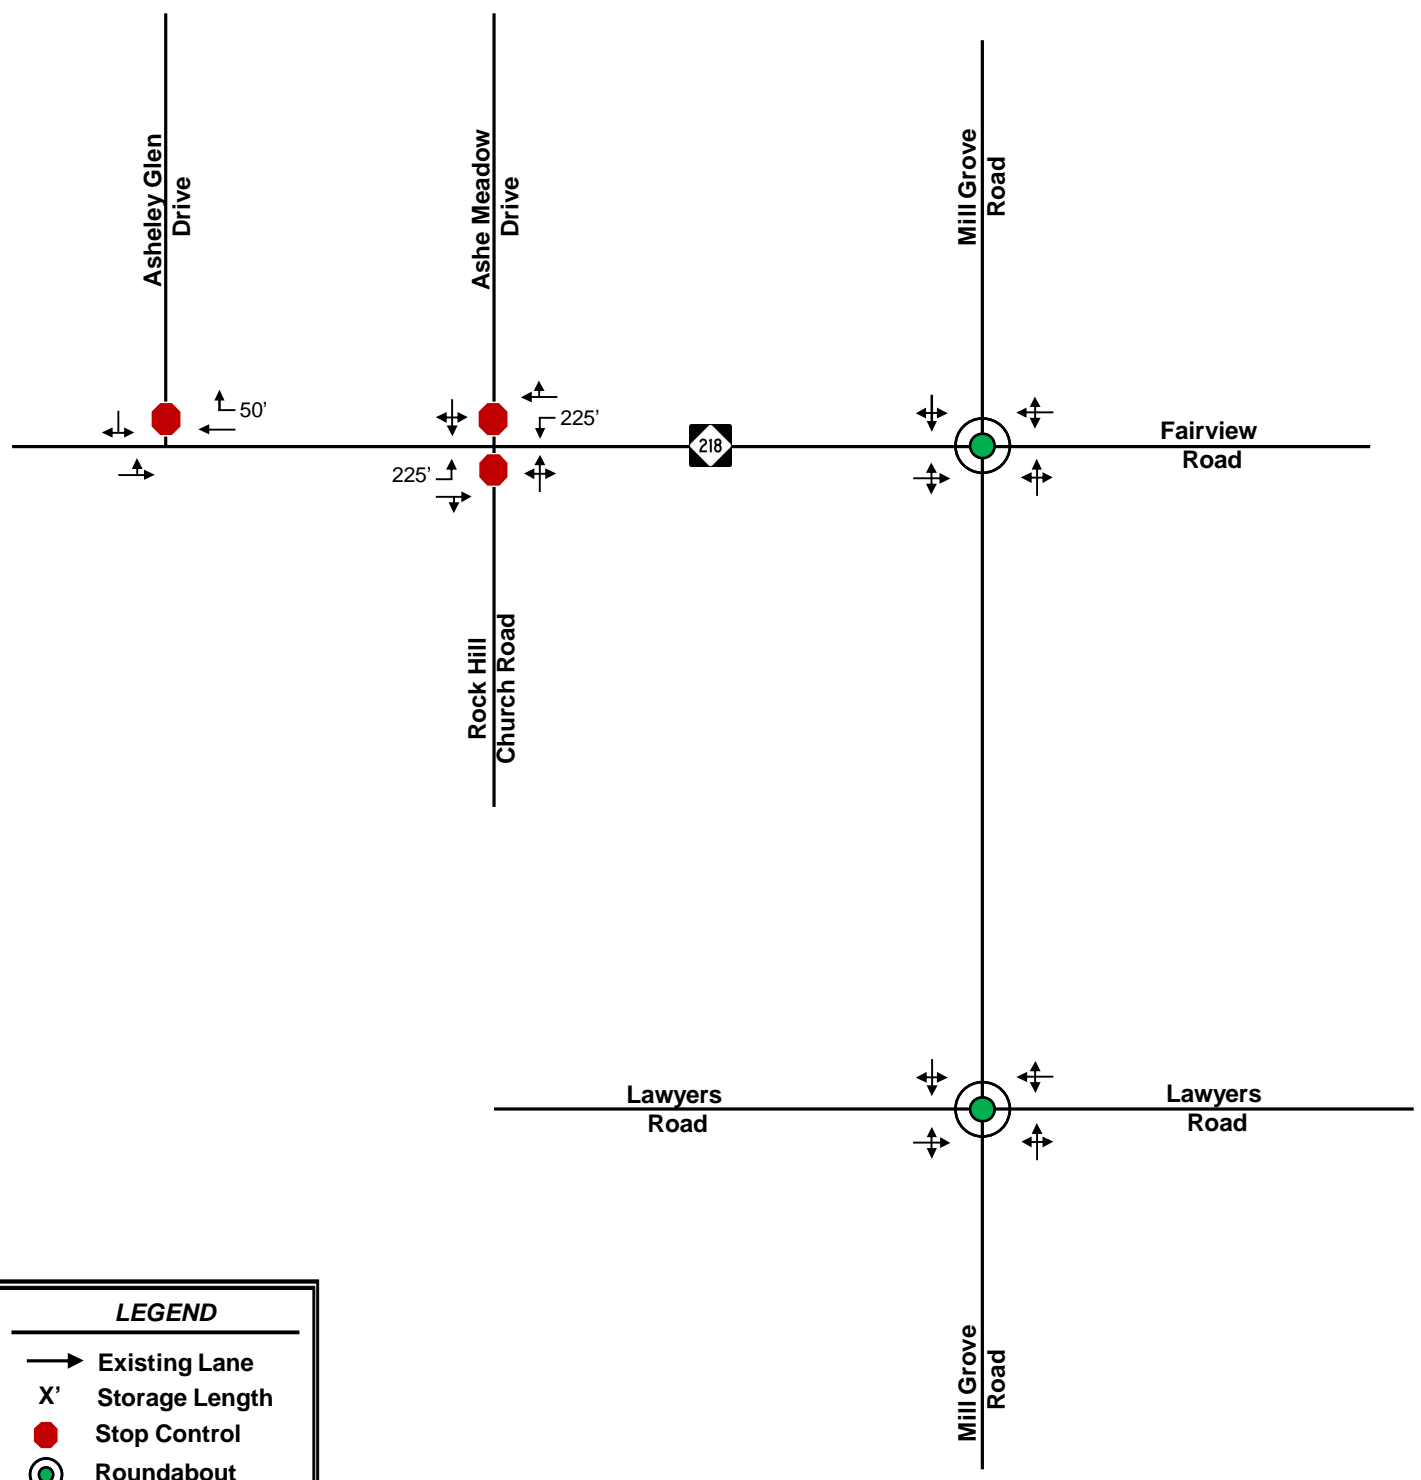 Asheley Glen
Drive
Ashe Meadow
Drive
Mill Grove
Road
50’
225’
225’
218
Fairview
Road
Rock Hill
Church Road
Lawyers
Road
Lawyers
Road
Mill Grove
Road
LEGEND
Existing Lane
X’ Storage Length
Stop Control
Roundabout